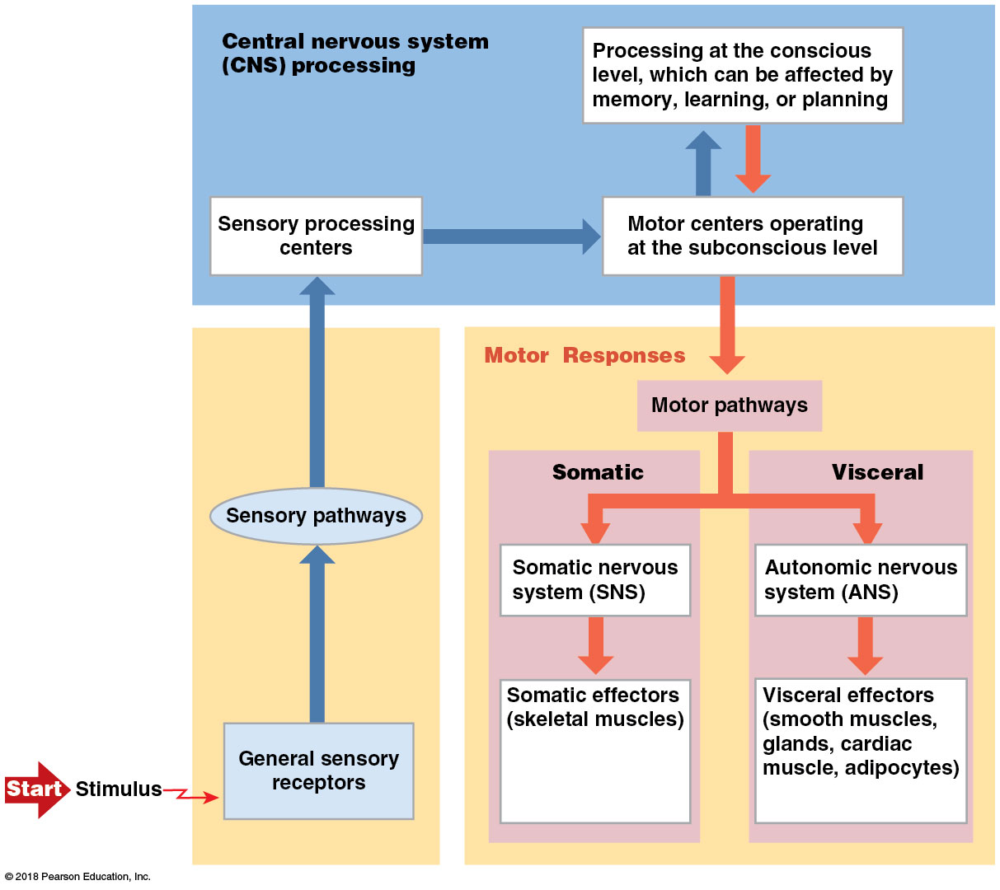 Central nervous system
(CNS) processing
Processing at the conscious
level, which can be affected by
memory, learning, or planning
Sensory processing
centers
Motor centers operating
at the subconscious level
Motor Responses
Motor pathways
Somatic
Visceral
Sensory pathways
Somatic nervous
system (SNS)
Autonomic nervous
system (ANS)
Somatic effectors
(skeletal muscles)
Visceral effectors
(smooth muscles,
glands, cardiac
muscle, adipocytes)
General sensory
receptors
Start
Stimulus
© 2018 Pearson Education, Inc.